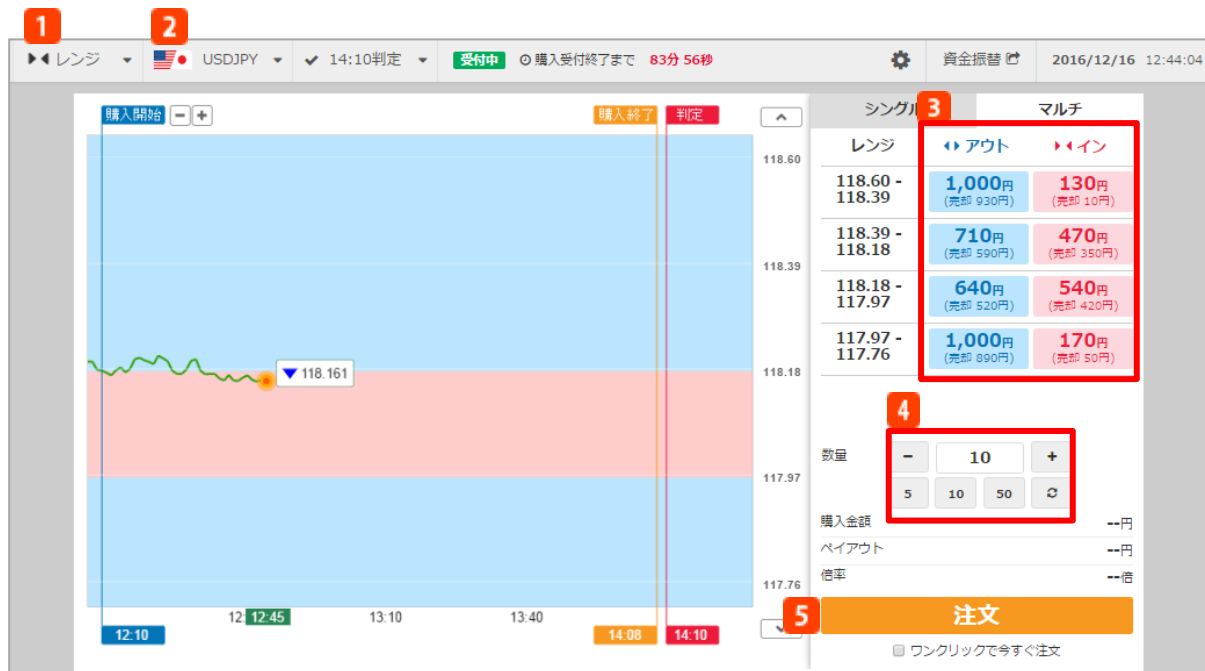 1
2
レンジ
USDJPY
14:10判定
受付中
購入受付終了まで 83分 56秒
資金振替
2016/12/16 12:44:04
購入開始
購入終了
判定
118.60
118.39
118.18
117.97
117.76
118.161
12:
12:45
13:10
13:40
12:10
14:08
14:10
シングル
3
マルチ
レンジ
アウト
イン
118.60 -
118.39
1,000円
(売却 930円)
130円
(売却 10円)
118.39 -
118.18
710円
(売却 590円)
470円
(売却 350円)
118.18 -
117.97
640円
(売却 520円)
540円
(売却 420円)
117.97 -
117.76
1,000円
(売却 890円)
170円
(売却 50円)
4
数量
-
10
+
5
10
50
購入金額
--円
ペイアウト
--円
倍率
--倍
5
注文
ワンクリックで今すぐ注文